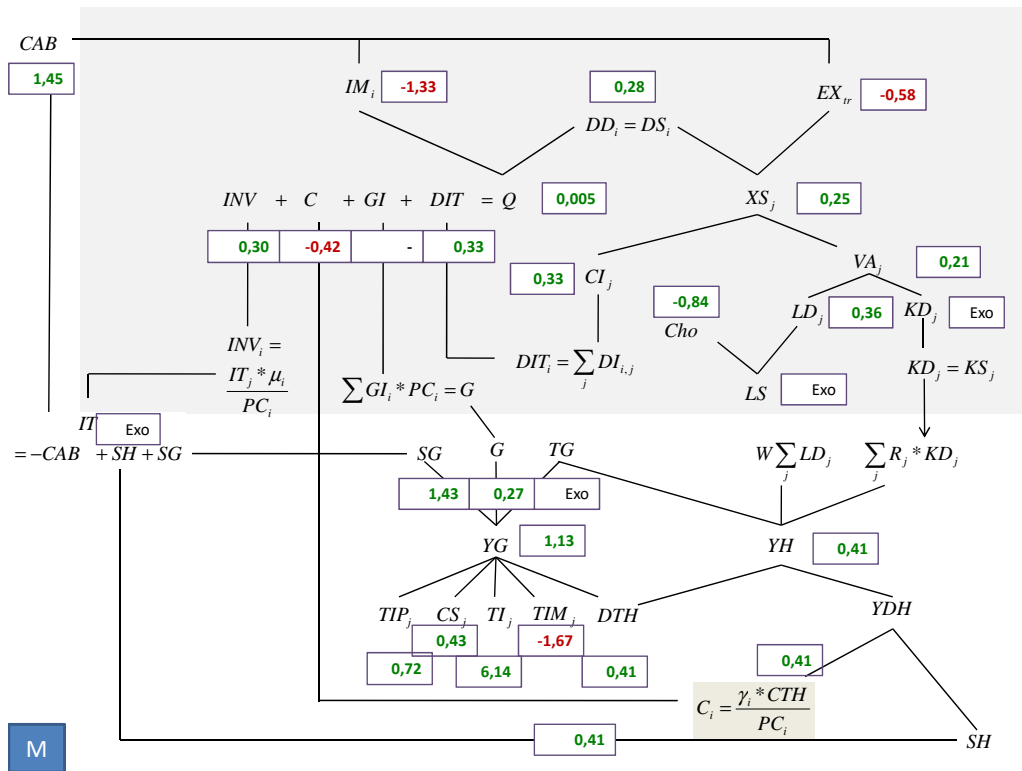 CAB
1,45
IM_i -1,33
0,28
EX_tr -0,58
DD_i = DS_i
INV + C + GI + DIT = Q 0,005
XS_j 0,25
0,30 -0,42 - 0,33
0,33 CI_j
VA_j 0,21
-0,84
Cho
LD_j 0,36 KD_j Exo
INV_i =
IT_j * μ_i
PC_i
∑ GI_i * PC_i = G
DIT_i = ∑_j DI_i,j
LS Exo
KD_j = KS_j
IT Exo
= -CAB + SH + SG
SG G TG
W ∑_j LD_j
∑_j R_j * KD_j
1,43 0,27 Exo
YG 1,13
YH 0,41
TIP_j CS_j TI_j TIM_j DTH
YDH
0,43 -1,67
0,72 6,14 0,41
0,41
C_i = γ_i * CTH
PC_i
M
0,41
SH